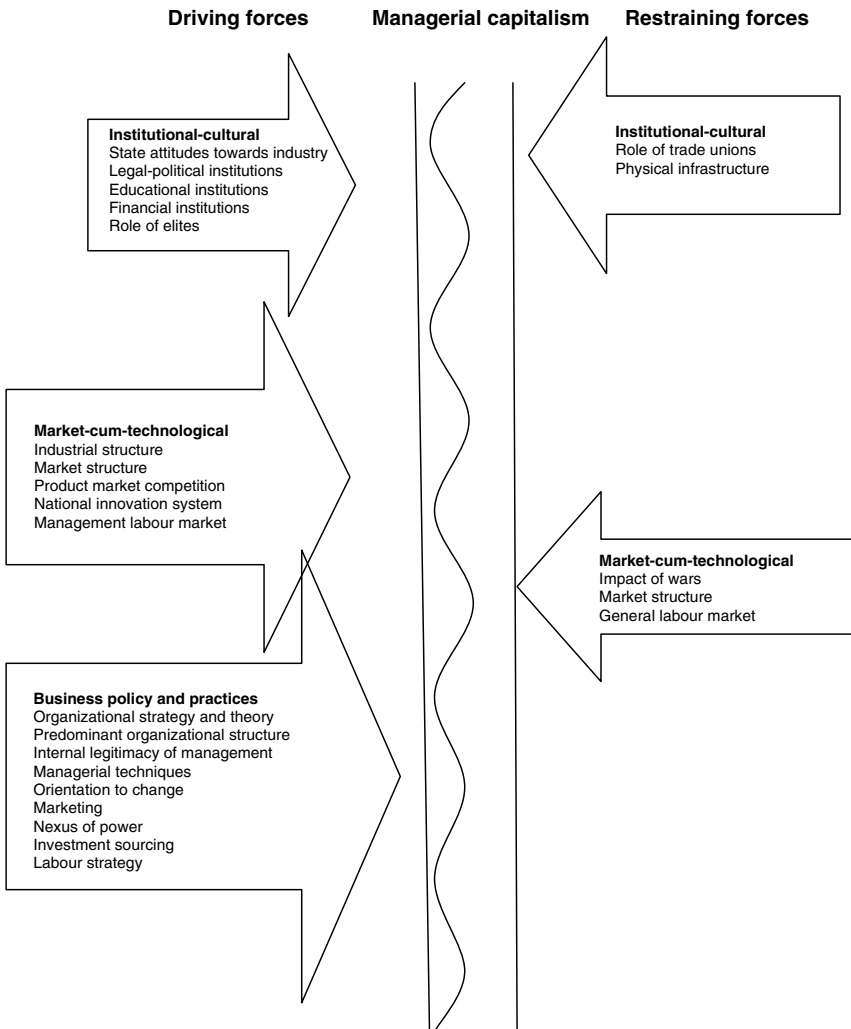 Driving forces
Managerial capitalism
Restraining forces
Institutional-cultural
State attitudes towards industry
Legal-political institutions
Educational institutions
Financial institutions
Role of elites
Institutional-cultural
Role of trade unions
Physical infrastructure
Market-cum-technological
Industrial structure
Market structure
Product market competition
National innovation system
Management labour market
Market-cum-technological
Impact of wars
Market structure
General labour market
Business policy and practices
Organizational strategy and theory
Predominant organizational structure
Internal legitimacy of management
Managerial techniques
Orientation to change
Marketing
Nexus of power
Investment sourcing
Labour strategy